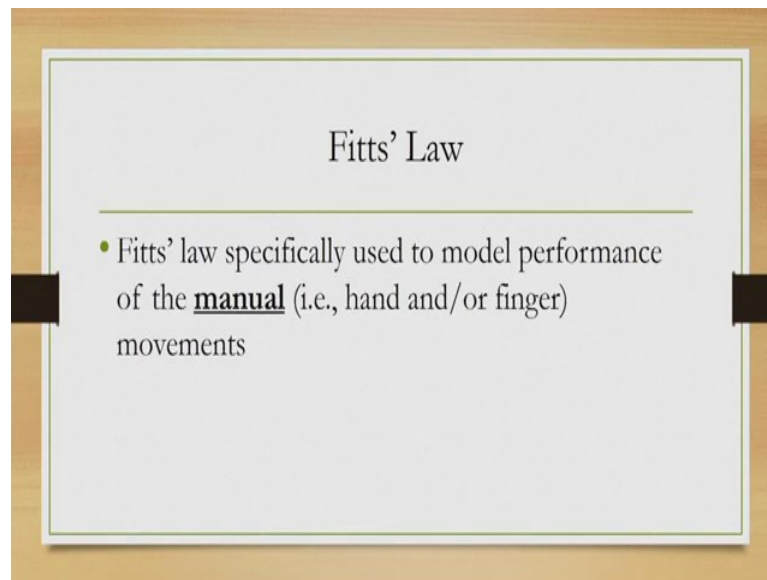 Fitts’ Law
• Fitts’ law specifically used to model performance
of the manual (i.e., hand and/or finger)
movements